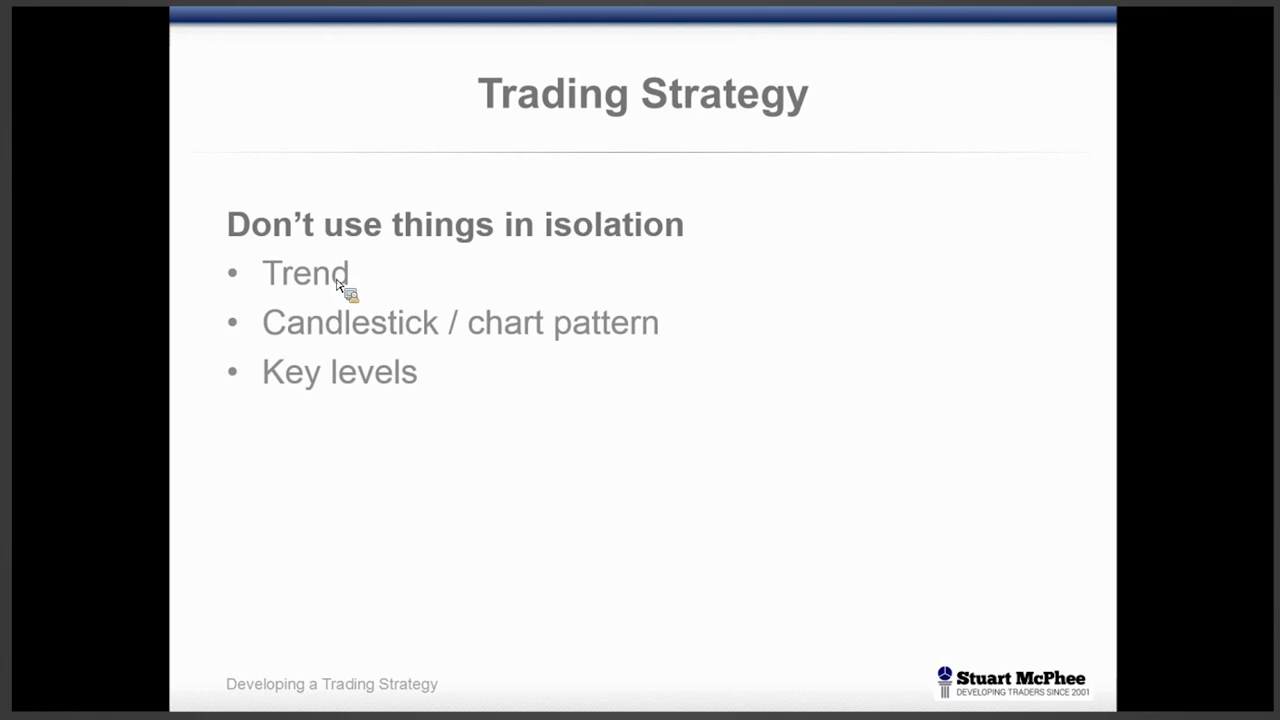 Trading Strategy
Don’t use things in isolation
• Trend
• Candlestick / chart pattern
• Key levels
Developing a Trading Strategy
Stuart McPhee
DEVELOPING TRADERS SINCE 2001